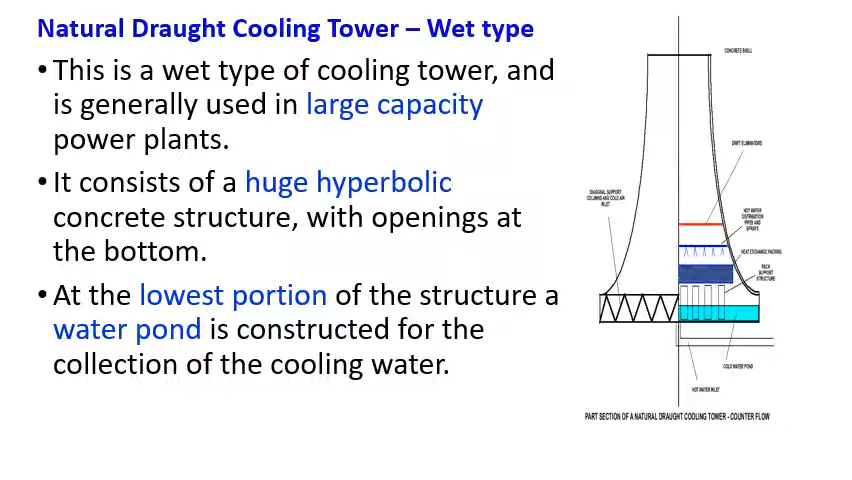 Natural Draught Cooling Tower – Wet type
• This is a wet type of cooling tower, and
is generally used in large capacity
power plants.
• It consists of a huge hyperbolic
concrete structure, with openings at
the bottom.
• At the lowest portion of the structure a
water pond is constructed for the
collection of the cooling water.
CONCRETE SHELL
DRIFT ELIMINATORS
DIAGONAL SUPPORT
COLUMNS AND COLD AIR
INLET
HOT WATER
DISTRIBUTION
PIPES AND
SPRAYS
HEAT EXCHANGE PACKING
PACK
SUPPORT
STRUCTURE
COLD WATER POND
HOT WATER INLET
PART SECTION OF A NATURAL DRAUGHT COOLING TOWER - COUNTER FLOW